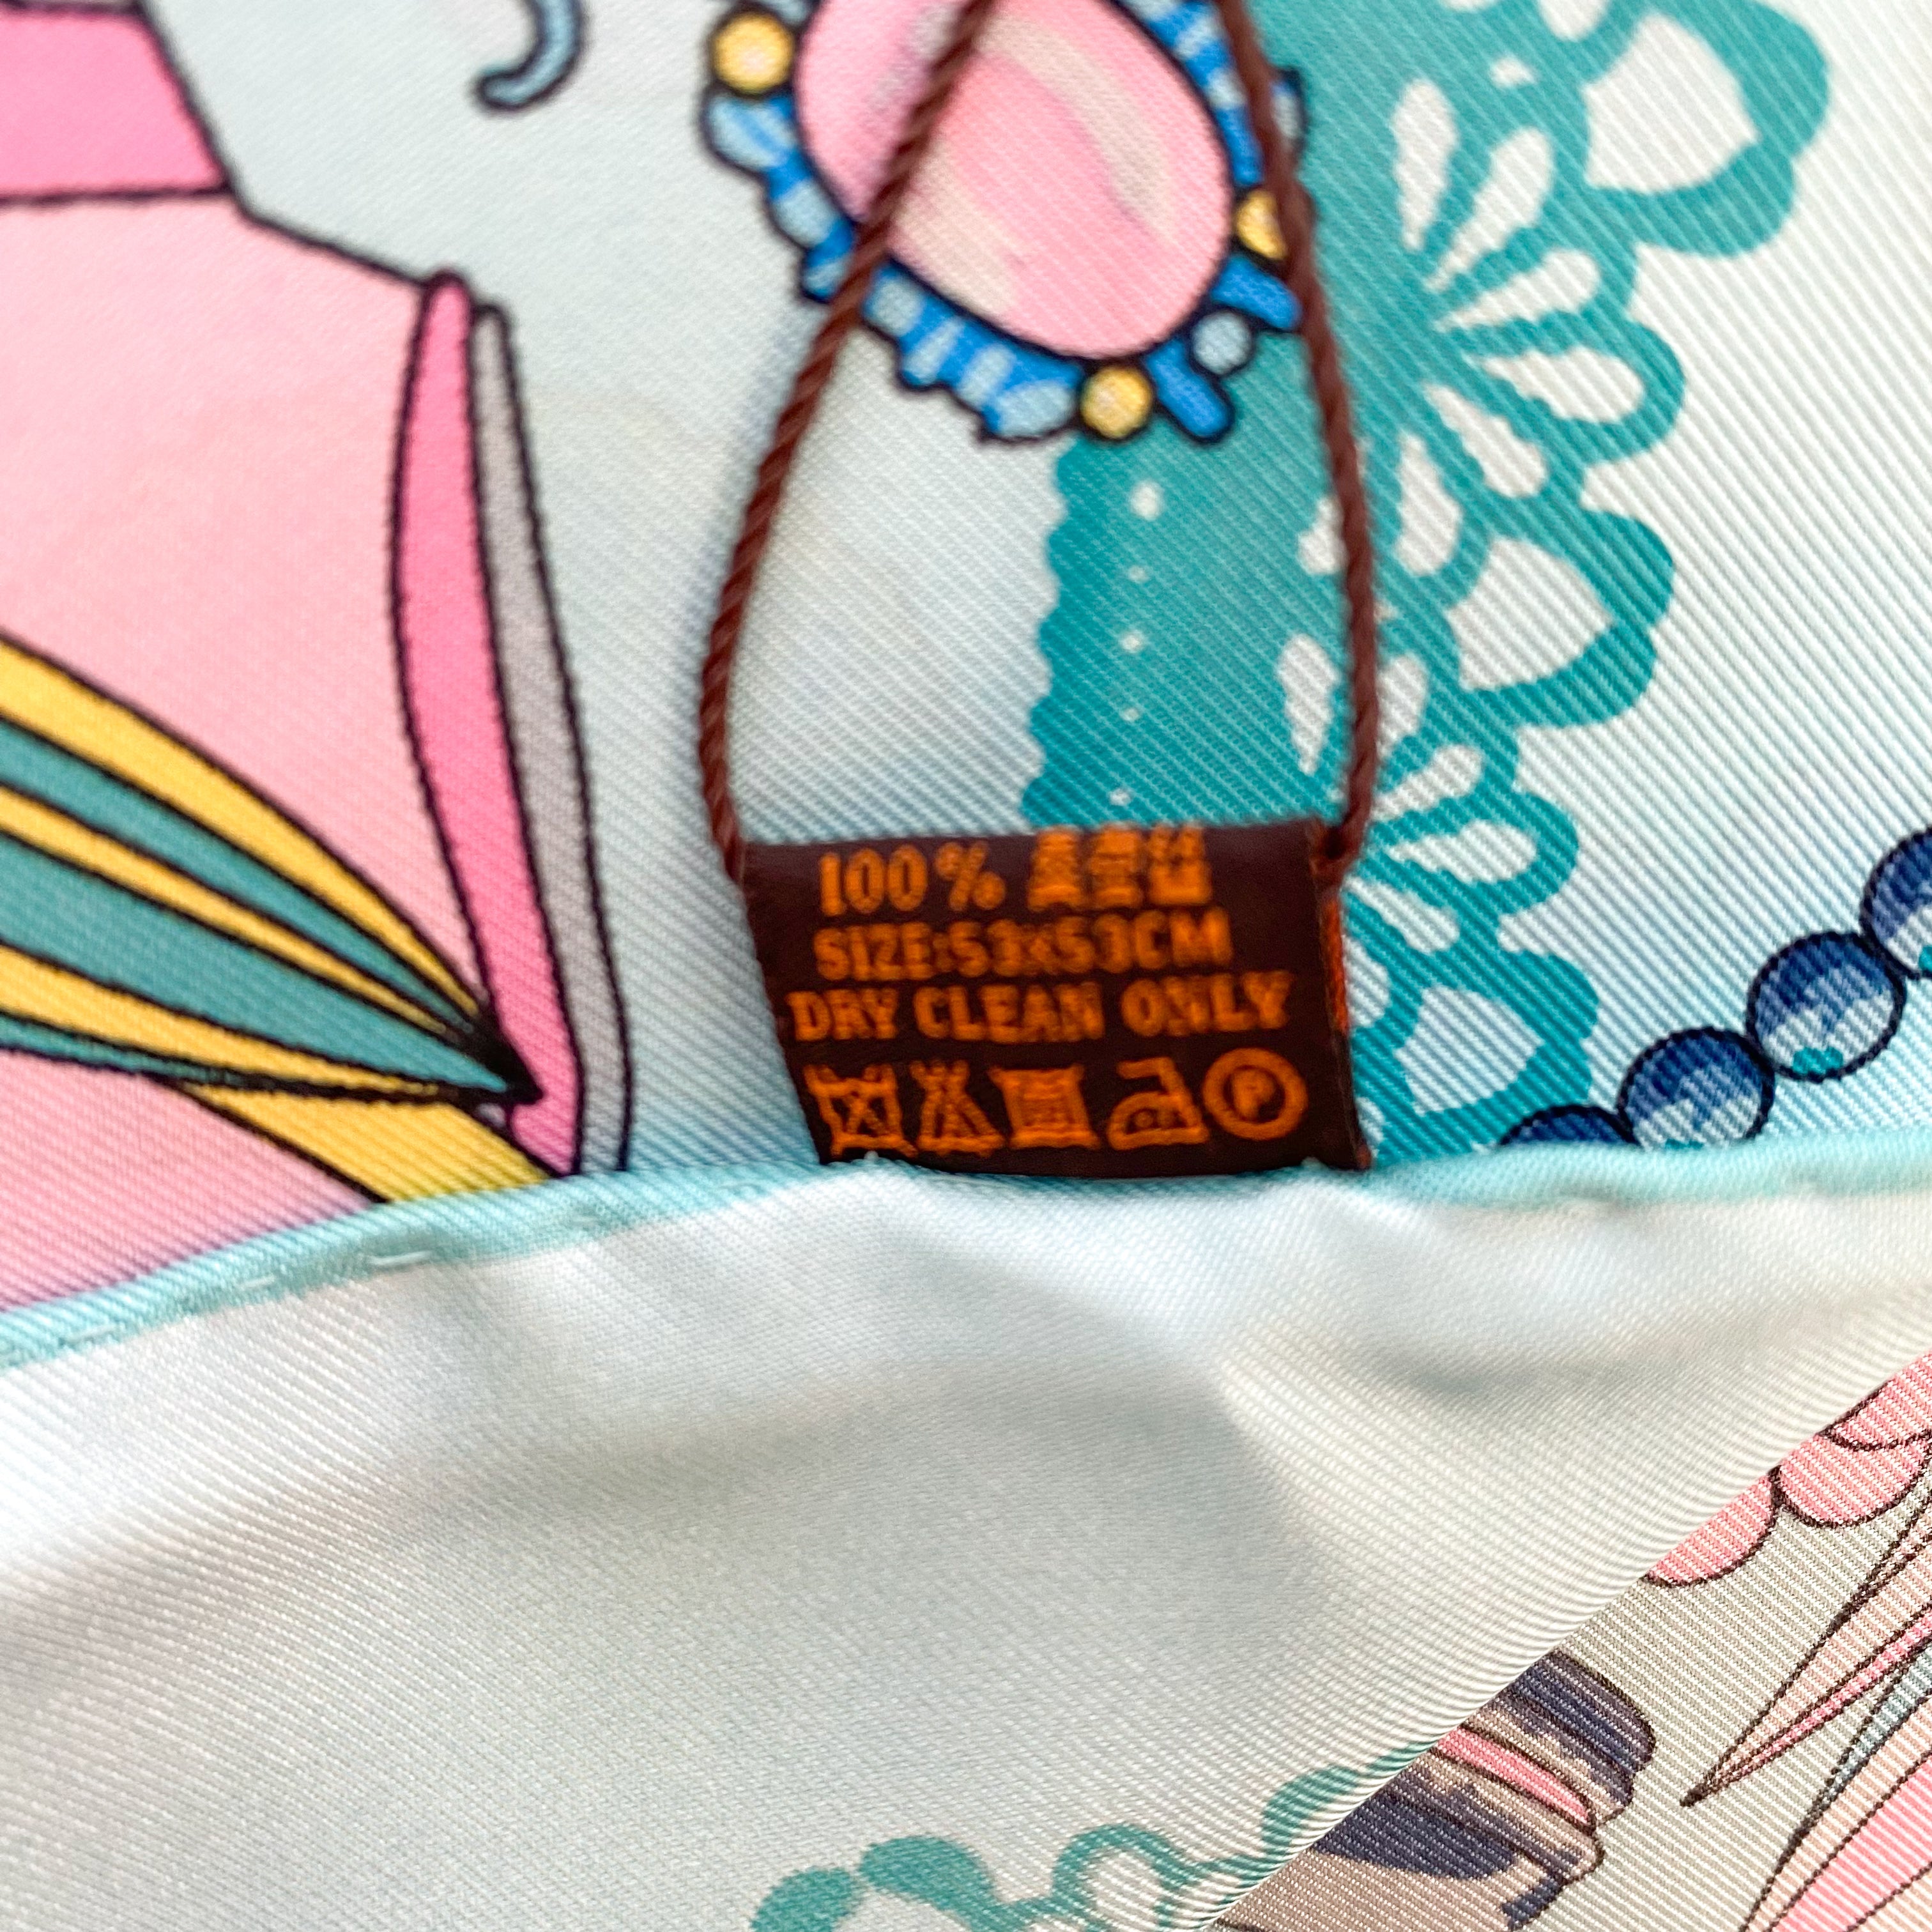 100%
SIZE:53x53CM
DRY CLEAN ONLY
P